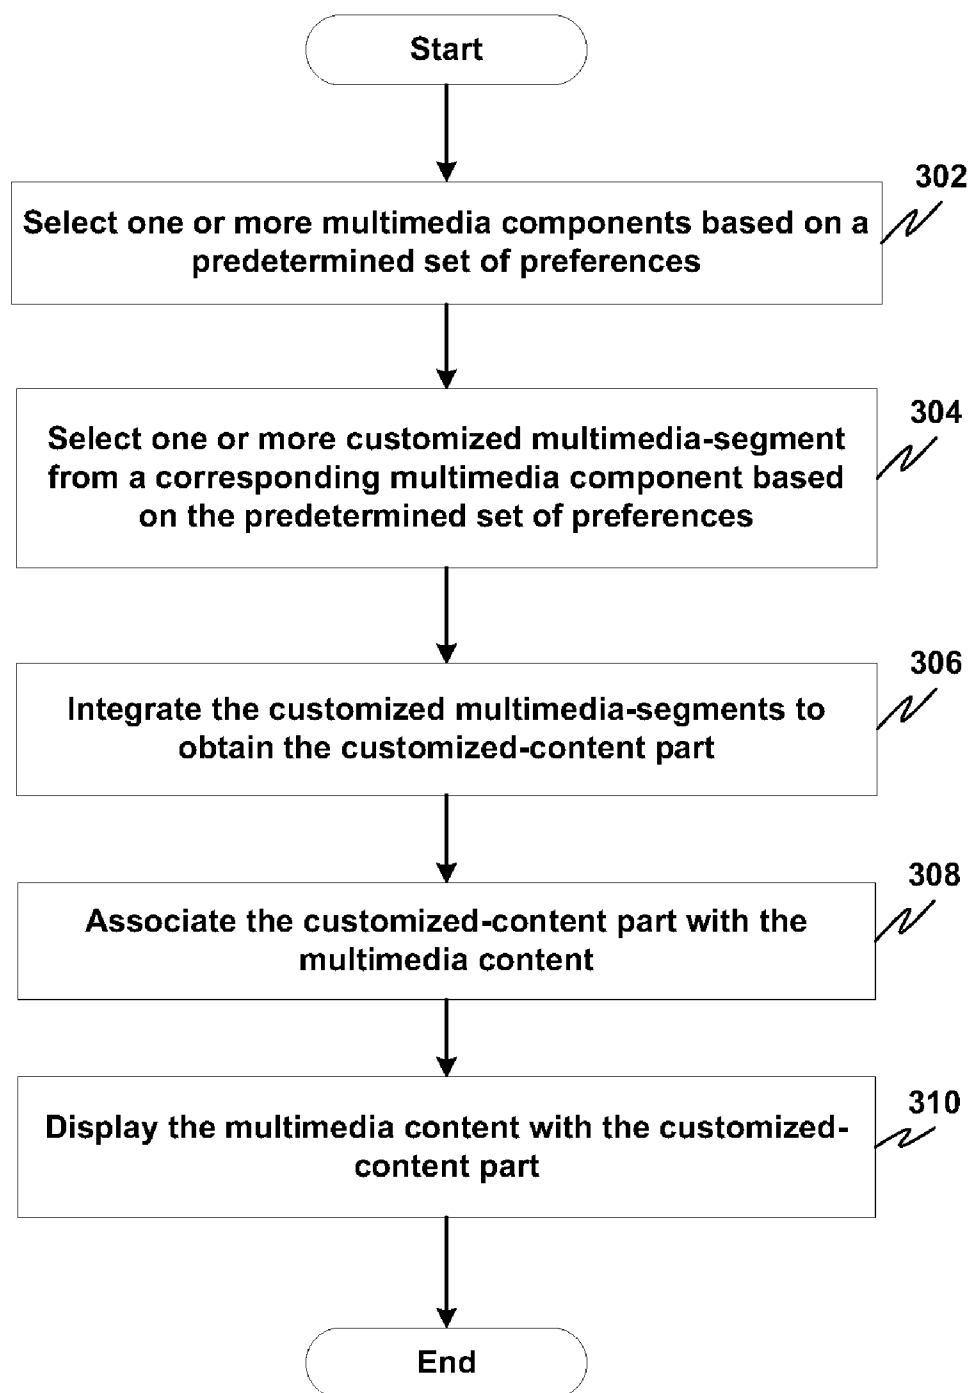 Start
302
Select one or more multimedia components based on a
predetermined set of preferences
304
Select one or more customized multimedia-segment
from a corresponding multimedia component based
on the predetermined set of preferences
306
Integrate the customized multimedia-segments to
obtain the customized-content part
308
Associate the customized-content part with the
multimedia content
310
Display the multimedia content with the customized-
content part
End